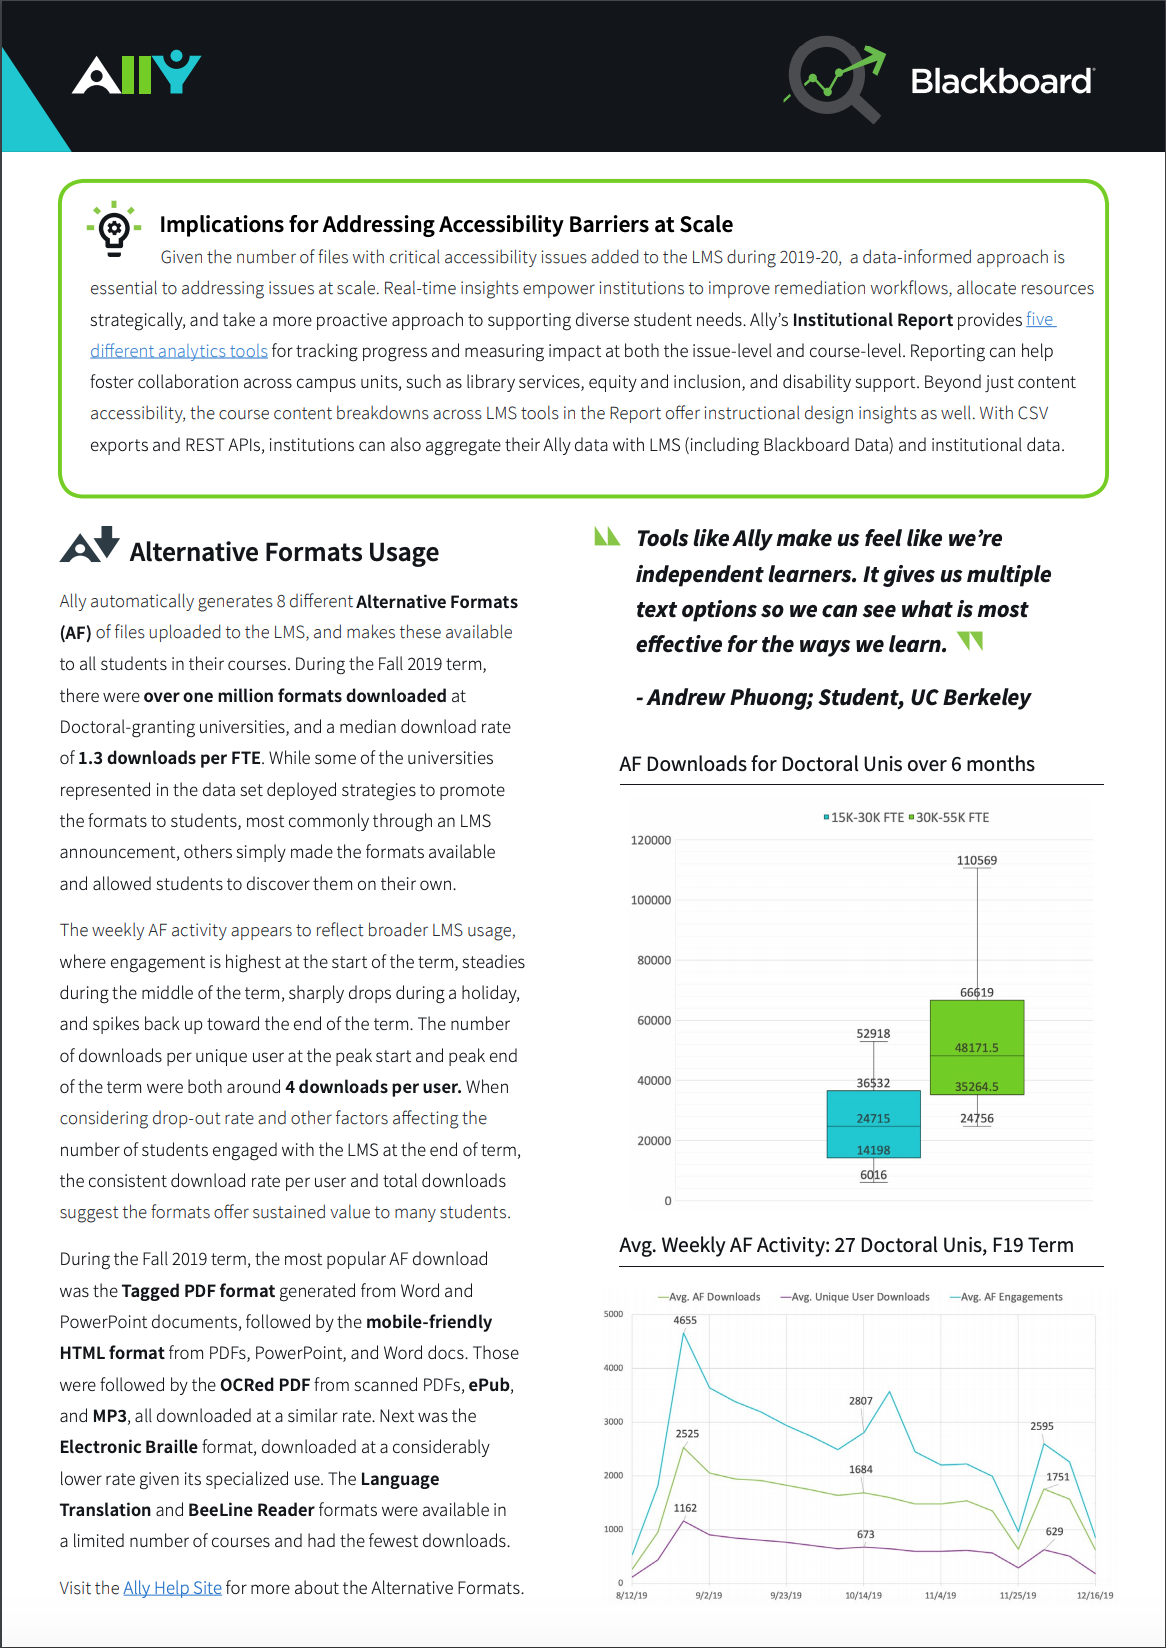 Ally
Blackboard
Implications for Addressing Accessibility Barriers at Scale
Given the number of files with critical accessibility issues added to the LMS during 2019-20, a data-informed approach is
essential to addressing issues at scale. Real-time insights empower institutions to improve remediation workflows, allocate resources
strategically, and take a more proactive approach to supporting diverse student needs. Ally’s Institutional Report provides five
different analytics tools for tracking progress and measuring impact at both the issue-level and course-level. Reporting can help
foster collaboration across campus units, such as library services, equity and inclusion, and disability support. Beyond just content
accessibility, the course content breakdowns across LMS tools in the Report offer instructional design insights as well. With CSV
exports and REST APIs, institutions can also aggregate their Ally data with LMS (including Blackboard Data) and institutional data.
Alternative Formats Usage
Ally automatically generates 8 different Alternative Formats
(AF) of files uploaded to the LMS, and makes these available
to all students in their courses. During the Fall 2019 term,
there were over one million formats downloaded at
Doctoral-granting universities, and a median download rate
of 1.3 downloads per FTE. While some of the universities
represented in the data set deployed strategies to promote
the formats to students, most commonly through an LMS
announcement, others simply made the formats available
and allowed students to discover them on their own.
The weekly AF activity appears to reflect broader LMS usage,
where engagement is highest at the start of the term, steadies
during the middle of the term, sharply drops during a holiday,
and spikes back up toward the end of the term. The number
of downloads per unique user at the peak start and peak end
of the term were both around 4 downloads per user. When
considering drop-out rate and other factors affecting the
number of students engaged with the LMS at the end of term,
the consistent download rate per user and total downloads
suggest the formats offer sustained value to many students.
During the Fall 2019 term, the most popular AF download
was the Tagged PDF format generated from Word and
PowerPoint documents, followed by the mobile-friendly
HTML format from PDFs, PowerPoint, and Word docs. Those
were followed by the OCRed PDF from scanned PDFs, ePub,
and MP3, all downloaded at a similar rate. Next was the
Electronic Braille format, downloaded at a considerably
lower rate given its specialized use. The Language
Translation and BeeLine Reader formats were available in
a limited number of courses and had the fewest downloads.
Visit the Ally Help Site for more about the Alternative Formats.
Tools like Ally make us feel like we’re
independent learners. It gives us multiple
text options so we can see what is most
effective for the ways we learn.
- Andrew Phuong; Student, UC Berkeley
AF Downloads for Doctoral Unis over 6 months
15K-30K FTE 30K-55K FTE
120000
100000
80000
60000
40000
20000
0
110569
66619
48171.5
35264.5
24756
52918
36532
24715
14198
6016
Avg. Weekly AF Activity: 27 Doctoral Unis, F19 Term
Avg. AF Downloads Avg. Unique User Downloads Avg. AF Engagements
5000
4000
3000
2000
1000
0
4655
2807
2595
2525
1684
1751
1162
673
629
8/12/19 9/2/19 9/23/19 10/14/19 11/4/19 11/25/19 12/16/19